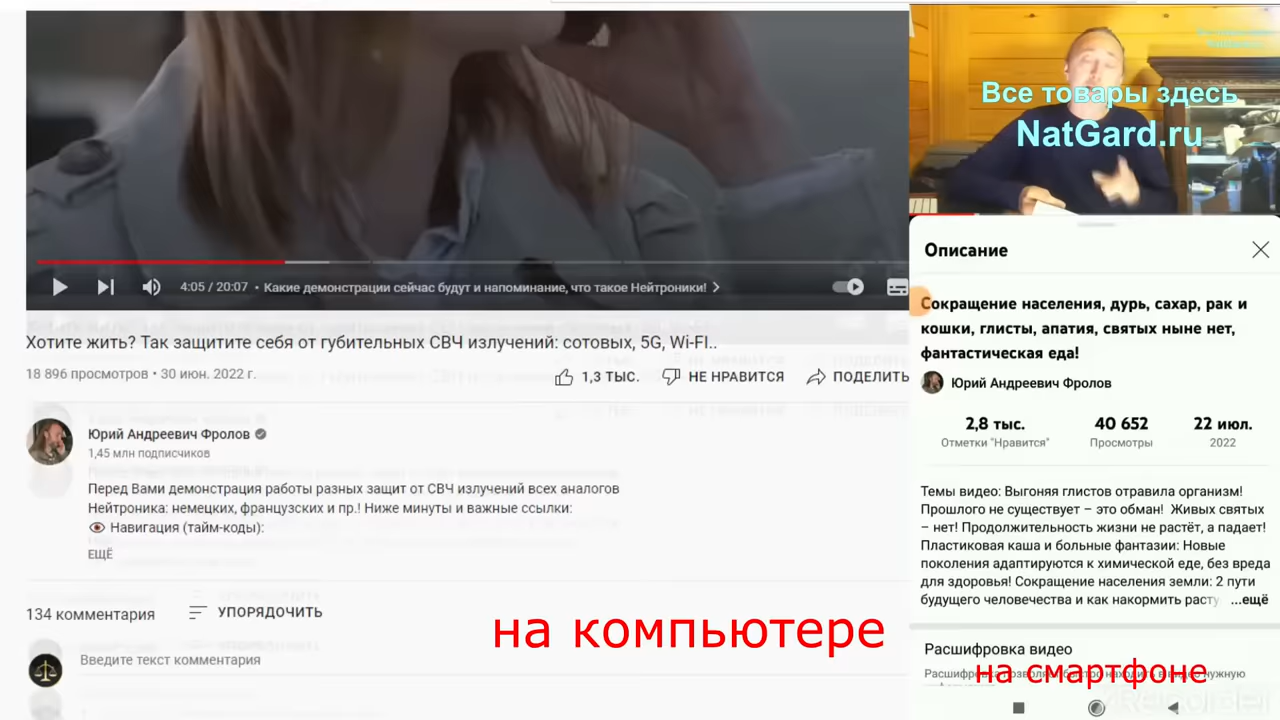 4:05 / 20:07 • Какие демонстрации сейчас будут и напоминание, что такое Нейтроники!
Хотите жить? Так защитите себя от губительных СВЧ излучений: сотовых, 5G, Wi-FI..
18 896 просмотров • 30 июн. 2022 г.
1,3 ТЫС.
НЕ НРАВИТСЯ
ПОДЕЛИТЬ
Юрий Андреевич Фролов
1,45 млн подписчиков
Перед Вами демонстрация работы разных защит от СВЧ излучений всех аналогов
Нейтроника: немецких, французских и пр.! Ниже минуты и важные ссылки:
Навигация (тайм-коды):
ЕЩЁ
134 комментария
УПОРЯДОЧИТЬ
Введите текст комментария
на компьютере
Все товары здесь
NatGard.ru
Описание
Сокращение населения, дурь, сахар, рак и
кошки, глисты, апатия, святых ныне нет,
фантастическая еда!
Юрий Андреевич Фролов
2,8 тыс.
40 652
22 июл.
Отметки "Нравится"
Просмотры
2022
Темы видео: Выгоняя глистов отравила организм!
Прошлого не существует – это обман! Живых святых
– нет! Продолжительность жизни не растёт, а падает!
Пластиковая каша и больные фантазии: Новые
поколения адаптируются к химической еде, без вреда
для здоровья! Сокращение населения земли: 2 пути
будущего человечества и как накормить расту ...ещё
Расшифровка видео
на смартфоне